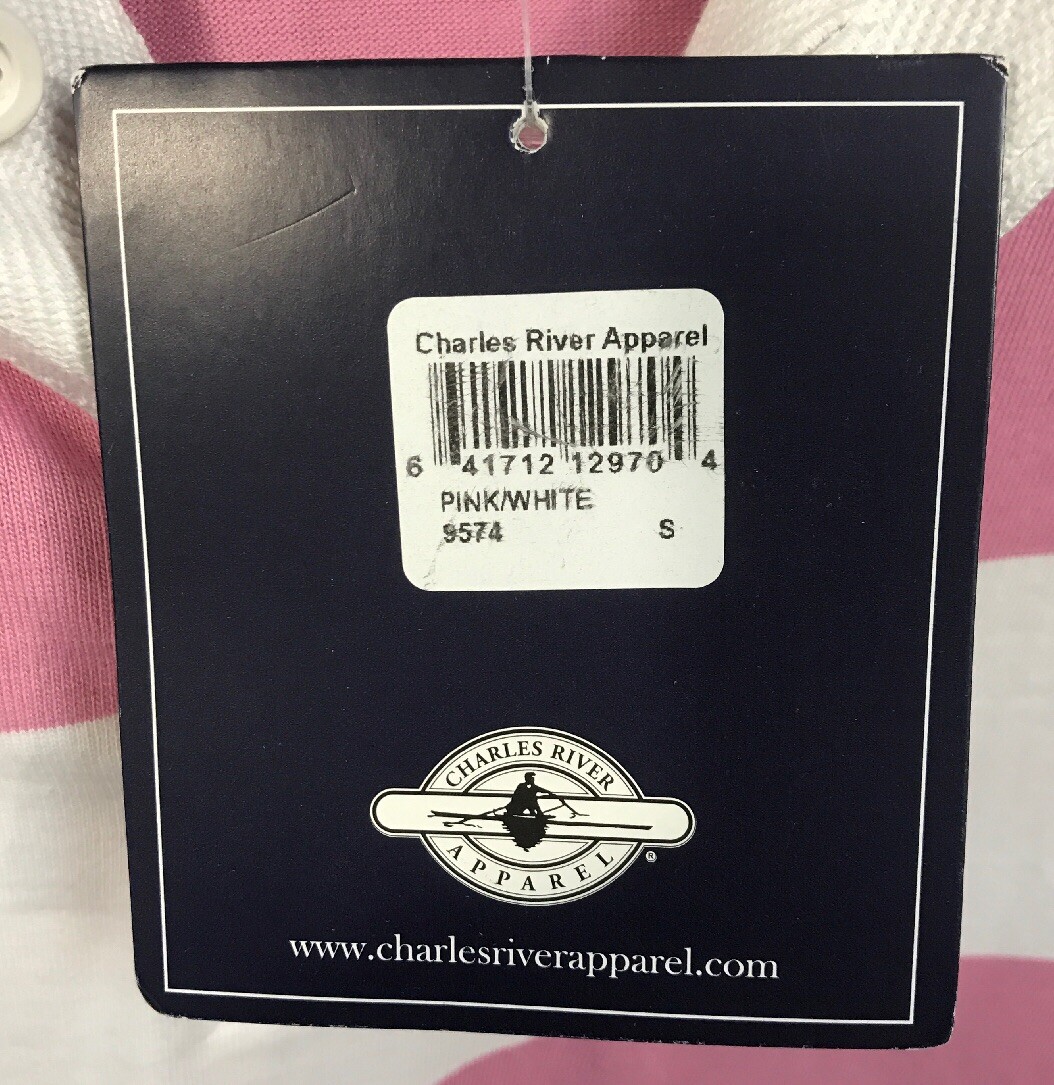 Charles River Apparel
6 41712 12970 4
PINK/WHITE
9574 S
CHARLES RIVER
APPAREL ®
www.charlesriverapparel.com